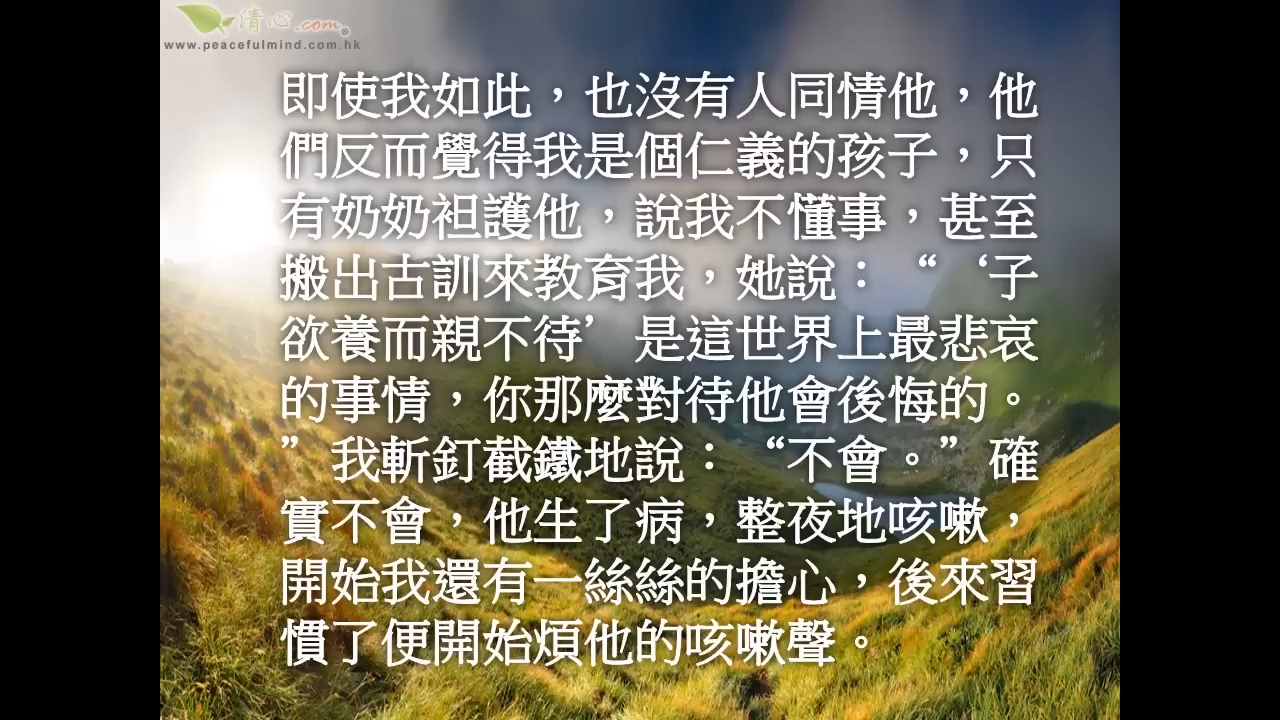 清心.com
www.peacefulmind.com.hk
即使我如此，也沒有人同情他，他
們反而覺得我是個仁義的孩子，只
有奶奶袒護他，說我不懂事，甚至
搬出古訓來教育我，她說：“‘子
欲養而親不待’是這世界上最悲哀
的事情，你那麼對待他會後悔的。
”我斬釘截鐵地說：“不會。”確
實不會，他生了病，整夜地咳嗽，
開始我還有一絲絲的擔心，後來習
慣了便開始煩他的咳嗽聲。